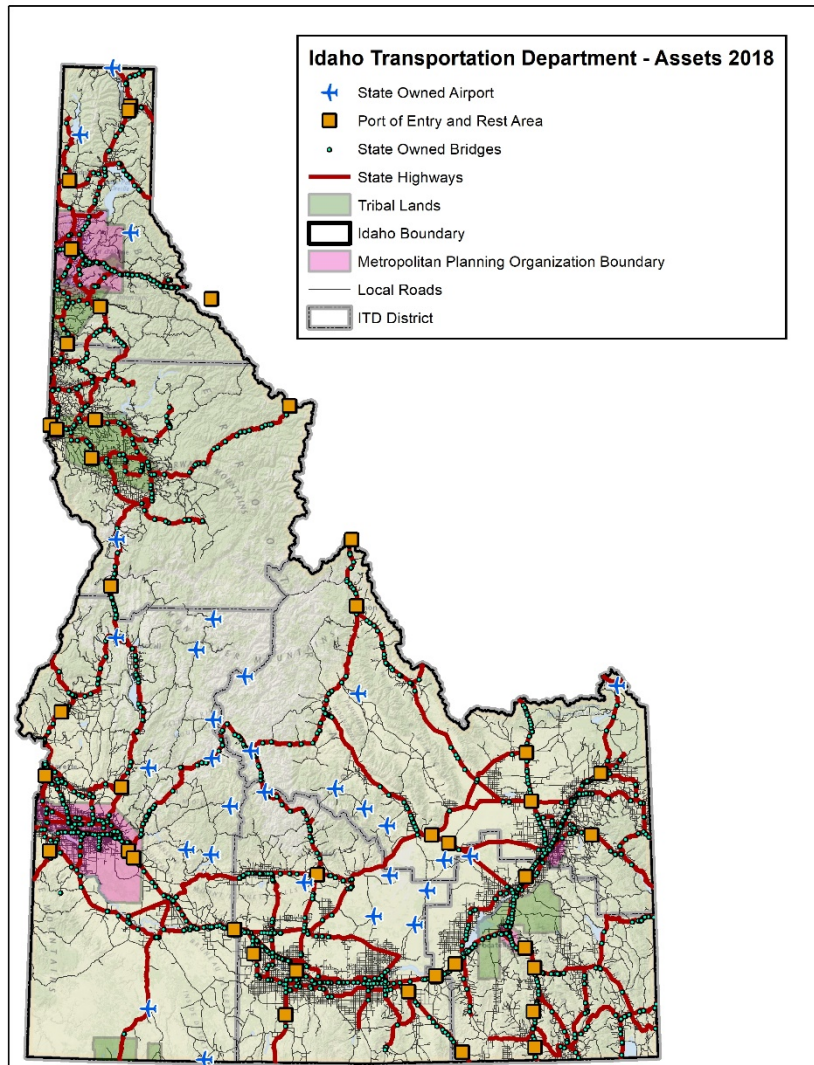 Idaho Transportation Department - Assets 2018
State Owned Airport
Port of Entry and Rest Area
State Owned Bridges
State Highways
Tribal Lands
Idaho Boundary
Metropolitan Planning Organization Boundary
Local Roads
ITD District
MOUNTAINS